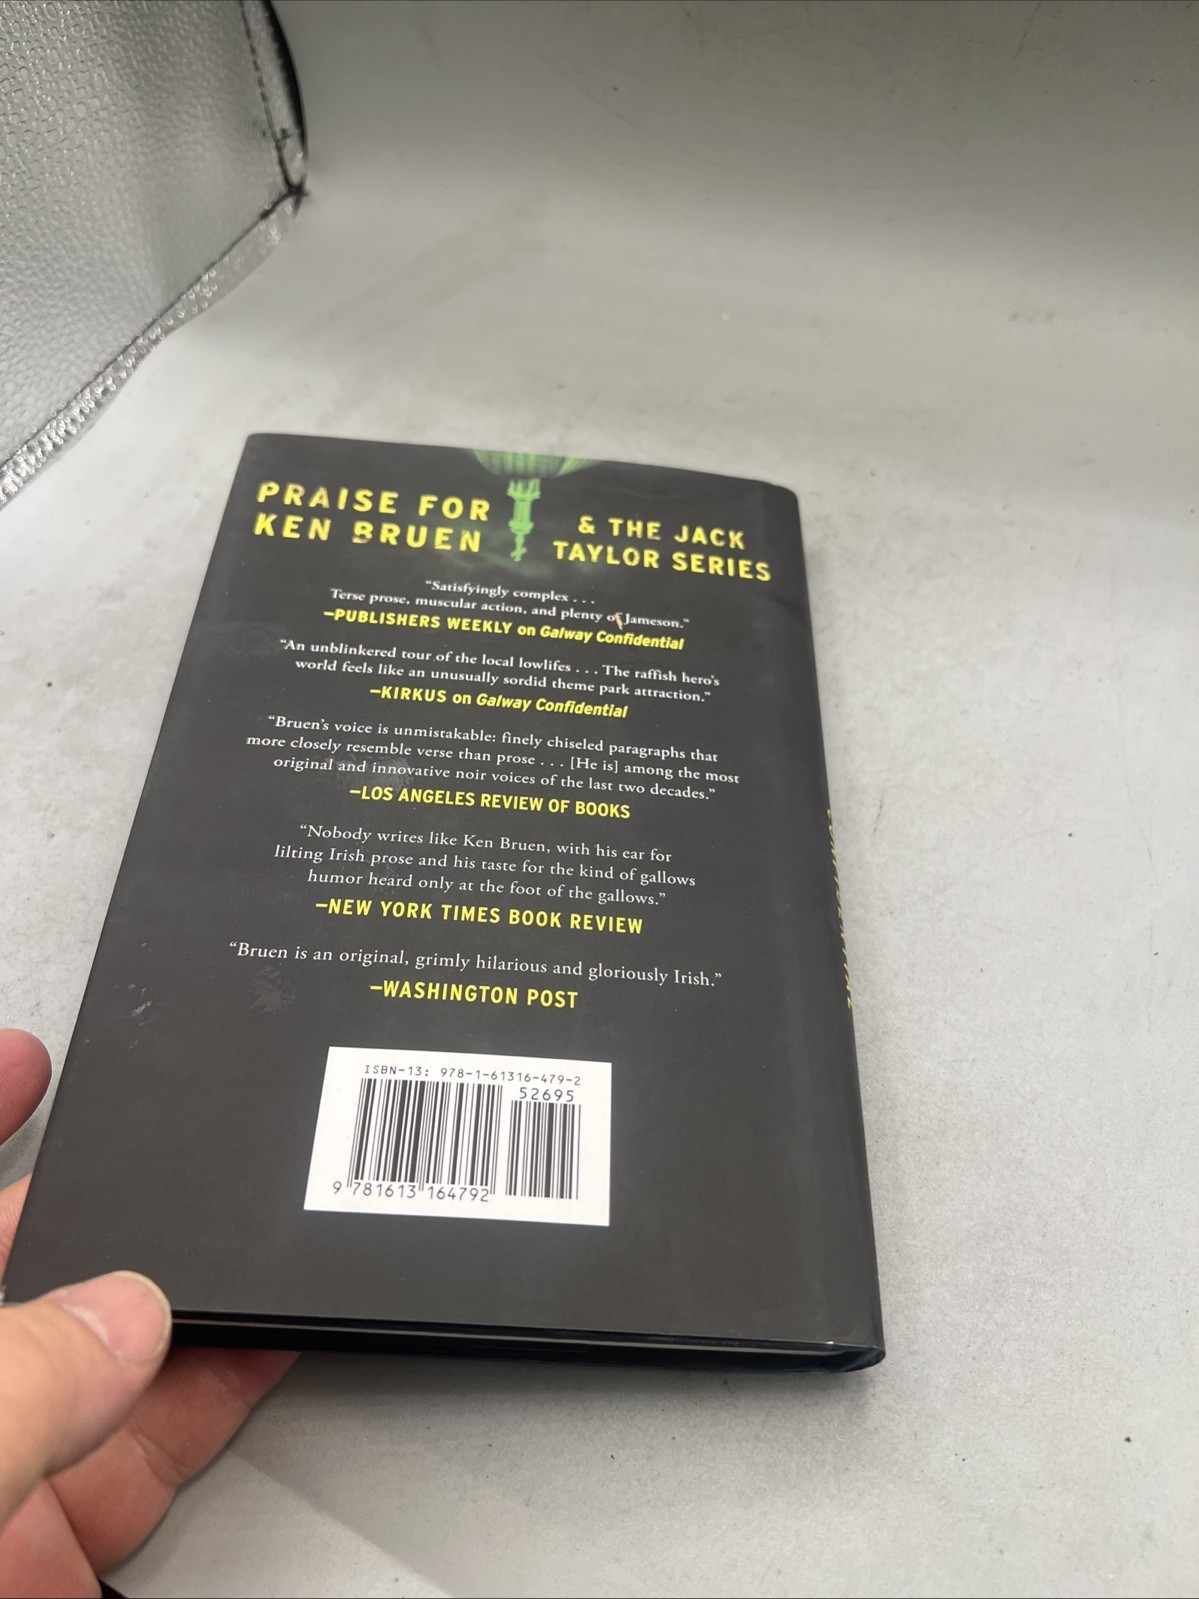 PRAISE FOR
KEN BRUEN
& THE JACK
TAYLOR SERIES
“Satisfyingly complex . . .
Terse prose, muscular action, and plenty of Jameson.”
—PUBLISHERS WEEKLY on Galway Confidential
“An unblinkered tour of the local lowlifes . . . The raffish hero’s
world feels like an unusually sordid theme park attraction.”
—KIRKUS on Galway Confidential
“Bruen’s voice is unmistakable: finely chiseled paragraphs that
more closely resemble verse than prose . . . [He is] among the most
original and innovative noir voices of the last two decades.”
—LOS ANGELES REVIEW OF BOOKS
“Nobody writes like Ken Bruen, with his ear for
lilting Irish prose and his taste for the kind of gallows
humor heard only at the foot of the gallows.”
—NEW YORK TIMES BOOK REVIEW
“Bruen is an original, grimly hilarious and gloriously Irish.”
—WASHINGTON POST
ISBN-13: 978-1-61316-479-2
52695
9 781613 164792